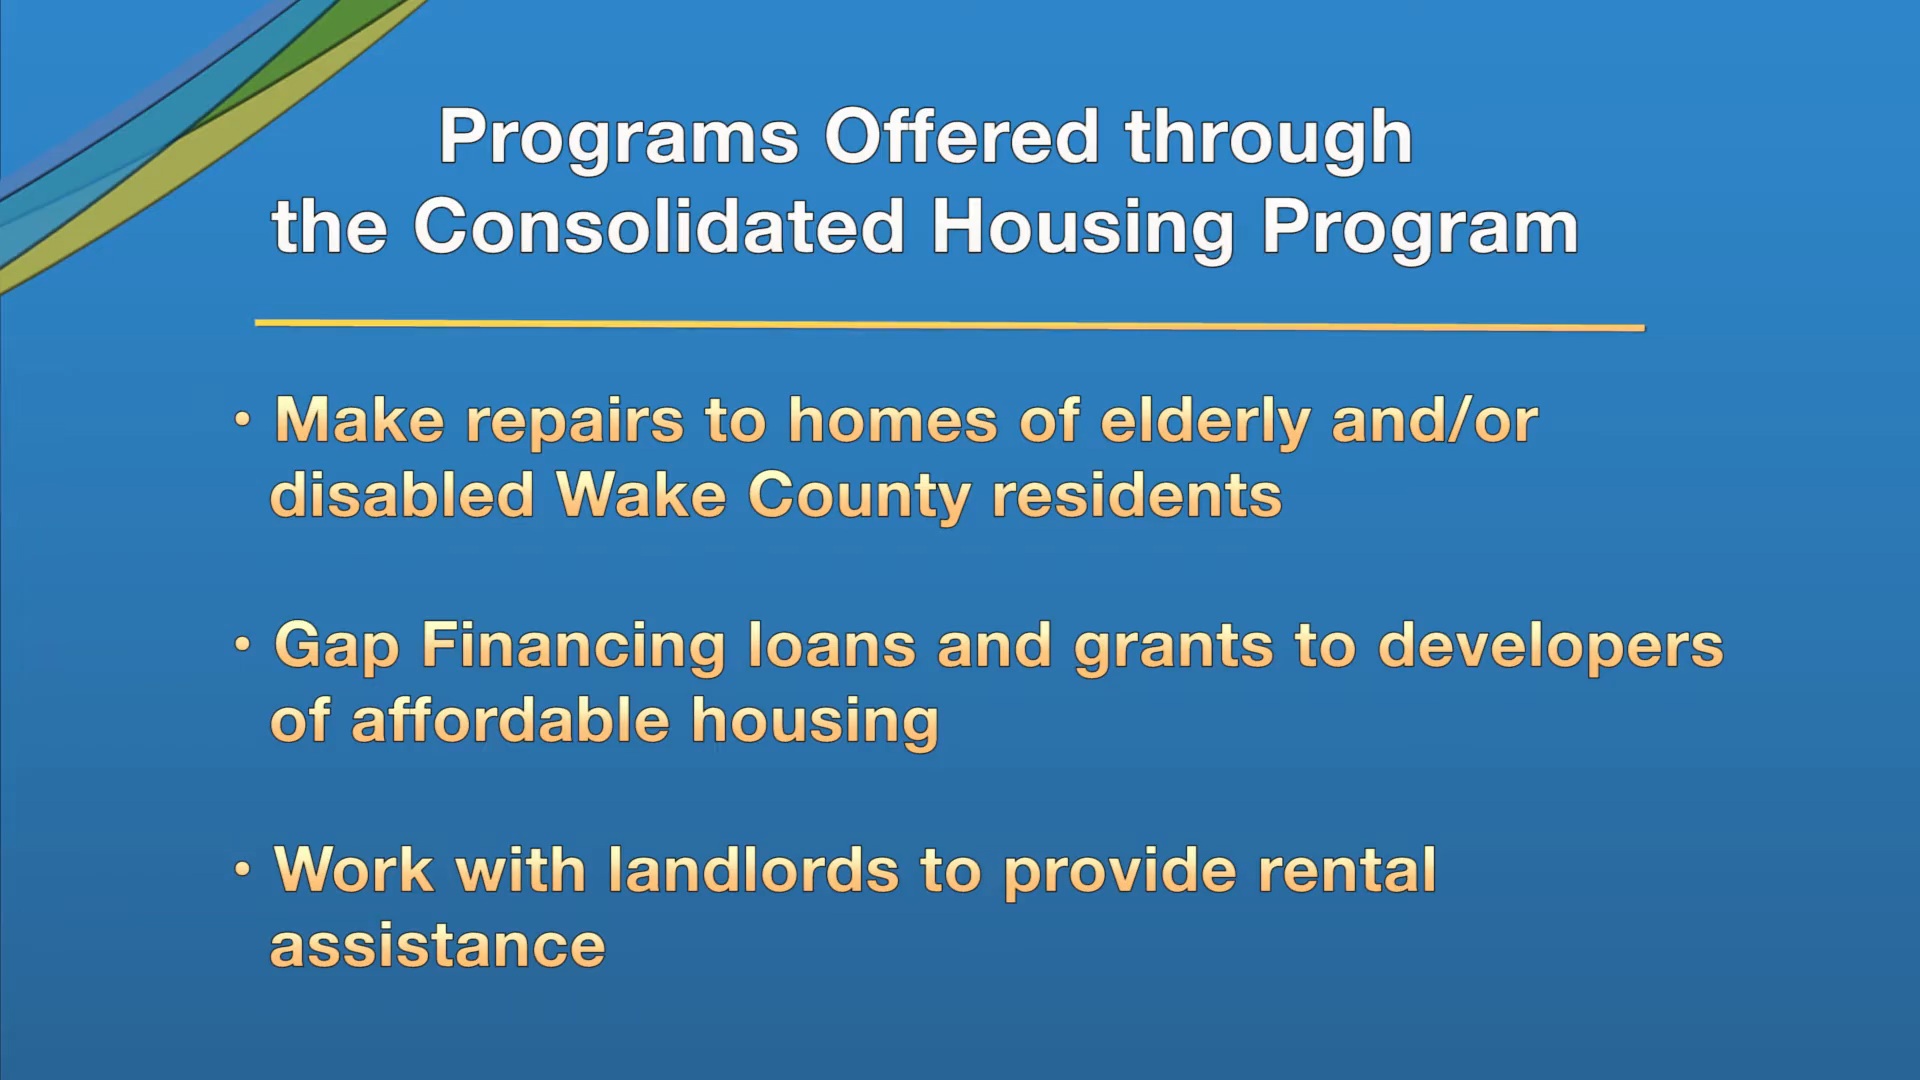 Programs Offered through
the Consolidated Housing Program
• Make repairs to homes of elderly and/or
disabled Wake County residents
• Gap Financing loans and grants to developers
of affordable housing
• Work with landlords to provide rental
assistance